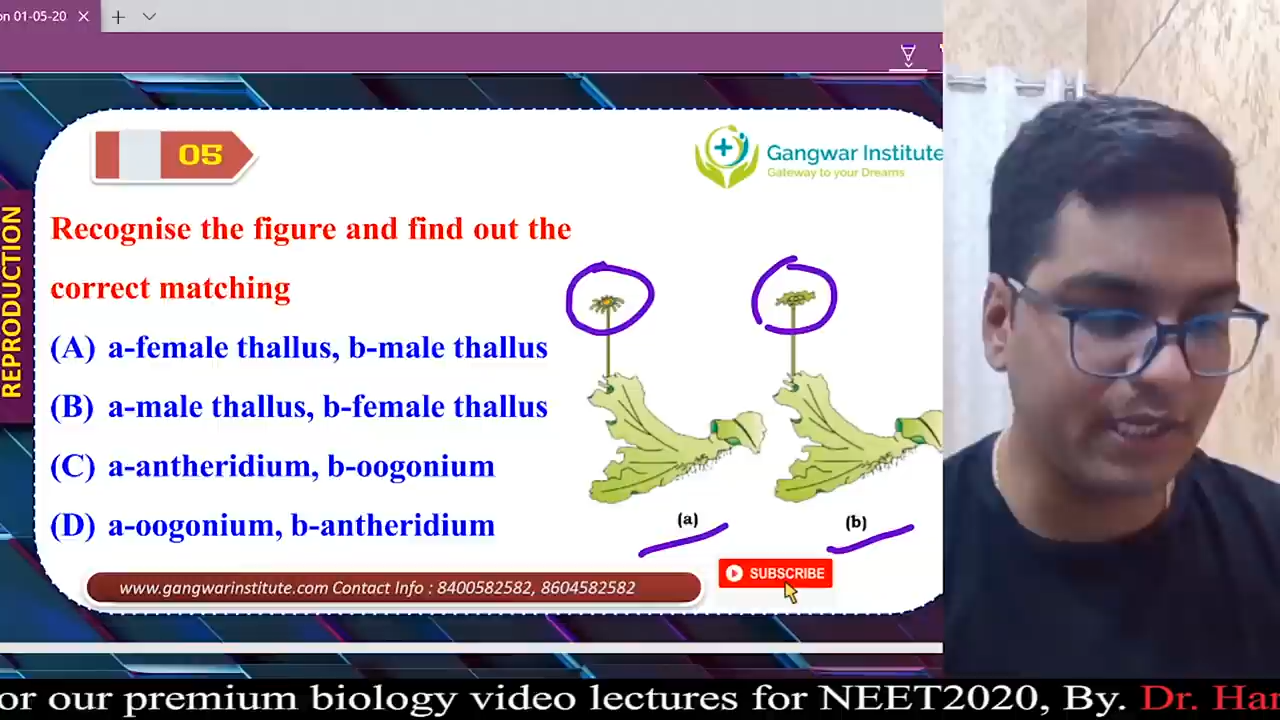 on 01-05-20
05
Gangwar Institute
Gateway to your Dreams
REPRODUCTION
Recognise the figure and find out the
correct matching
(A) a-female thallus, b-male thallus
(B) a-male thallus, b-female thallus
(C) a-antheridium, b-oogonium
(D) a-oogonium, b-antheridium
(a)
(b)
www.gangwarinstitute.com Contact Info : 8400582582, 8604582582
SUBSCRIBE
or our premium biology video lectures for NEET2020, By. Dr. Har